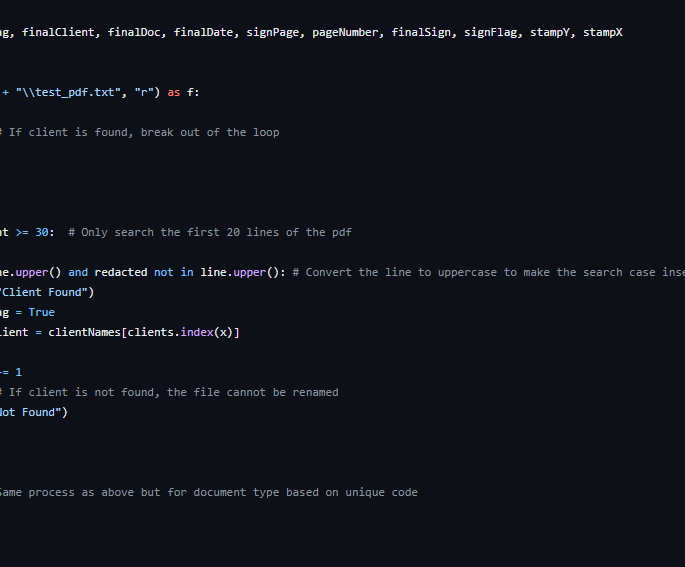 ag, finalClient, finalDoc, finalDate, signPage, pageNumber, finalSign, signFlag, stampY, stampX
+ "\\test_pdf.txt", "r") as f:
# If client is found, break out of the loop
nt >= 30:  # Only search the first 20 lines of the pdf
ne.upper() and redacted not in line.upper(): # Convert the line to uppercase to make the search case inse
"Client Found")
ag = True
lient = clientNames[clients.index(x)]
+= 1
# If client is not found, the file cannot be renamed
Not Found")
Same process as above but for document type based on unique code